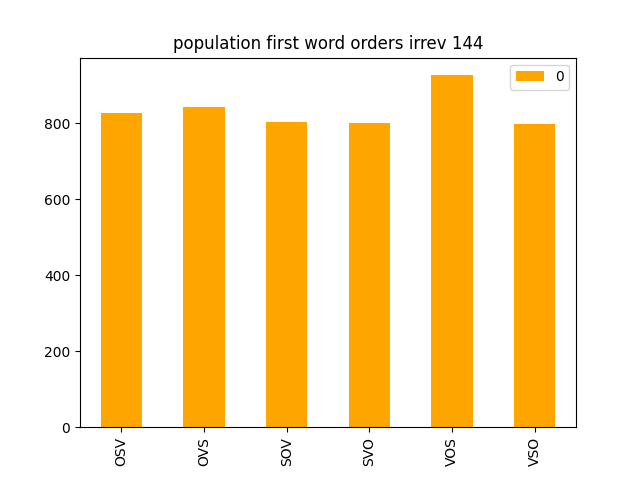 population first word orders irrev 144
0
800
600
400
200
0
OSV
OVS
SOV
SVO
VOS
VSO